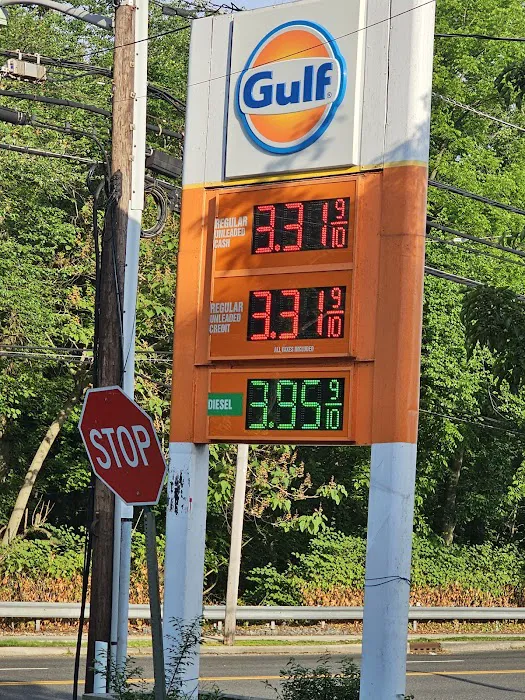 Gulf
REGULAR
UNLEADED
CASH
3.31 9/10
REGULAR
UNLEADED
CREDIT
3.31 9/10
ALL TAXES INCLUDED
DIESEL
3.95 9/10
STOP